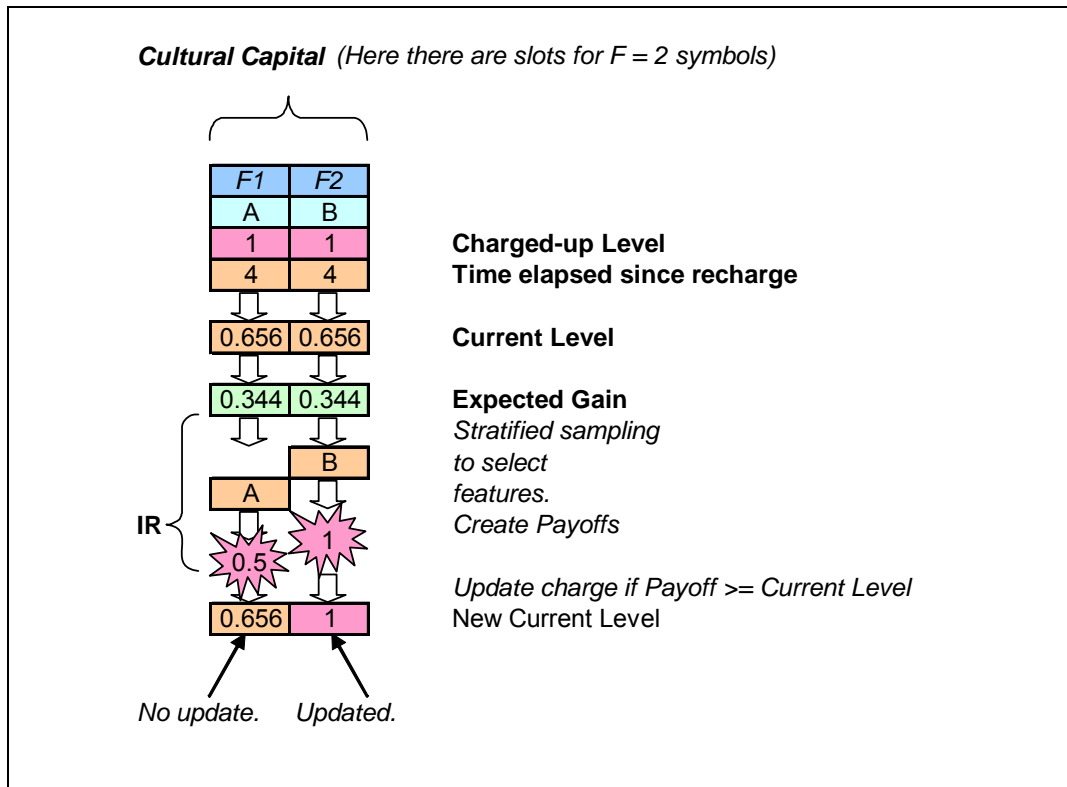 Cultural Capital (Here there are slots for F = 2 symbols)
F1 F2
A B
1 1 Charged-up Level
4 4 Time elapsed since recharge
0.656 0.656 Current Level
0.344 0.344 Expected Gain
Stratified sampling
B to select
A features.
IR Create Payoffs
0.5 1
Update charge if Payoff >= Current Level
0.656 1 New Current Level
No update. Updated.